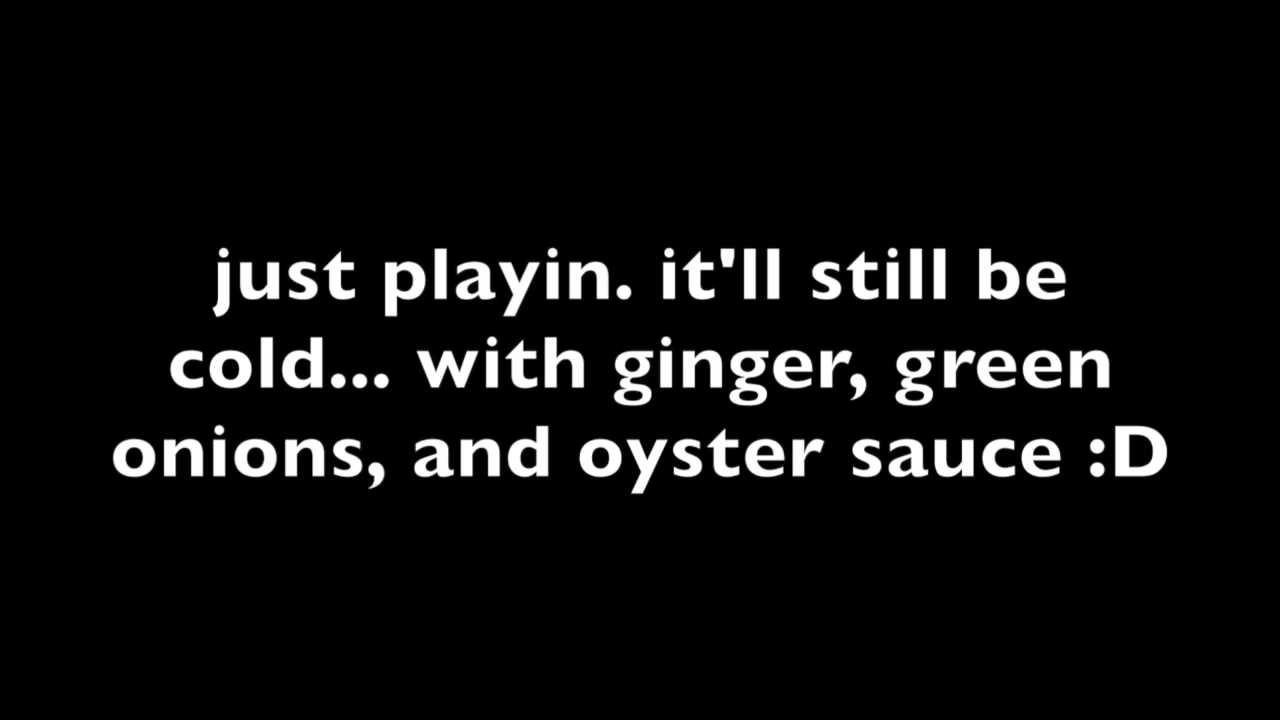 just playin. it'll still be
cold... with ginger, green
onions, and oyster sauce :D